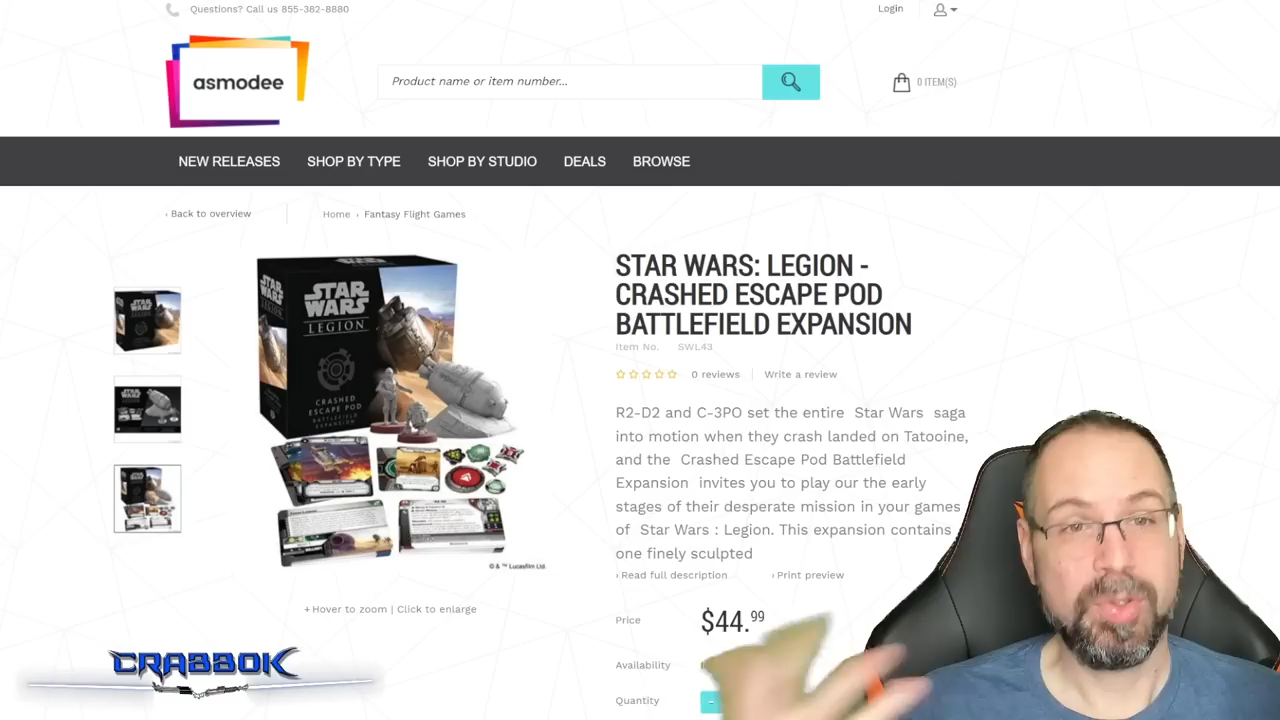 Questions? Call us 855-382-8880
Login
asmodee
Product name or item number...
0 ITEM(S)
NEW RELEASES SHOP BY TYPE SHOP BY STUDIO DEALS BROWSE
‹ Back to overview
Home › Fantasy Flight Games
STAR WARS: LEGION -
CRASHED ESCAPE POD
BATTLEFIELD EXPANSION
Item No. SWL43
0 reviews
Write a review
R2-D2 and C-3PO set the entire Star Wars saga
into motion when they crash landed on Tatooine,
and the Crashed Escape Pod Battlefield
Expansion invites you to play our the early
stages of their desperate mission in your games
of Star Wars : Legion. This expansion contains
one finely sculpted
› Read full description
› Print preview
STAR WARS
LEGION
CRASHED
ESCAPE POD
BATTLEFIELD EXPANSION
© & ™ Lucasfilm Ltd.
+ Hover to zoom | Click to enlarge
Price $44.99
Availability
Quantity -
CRABBOK